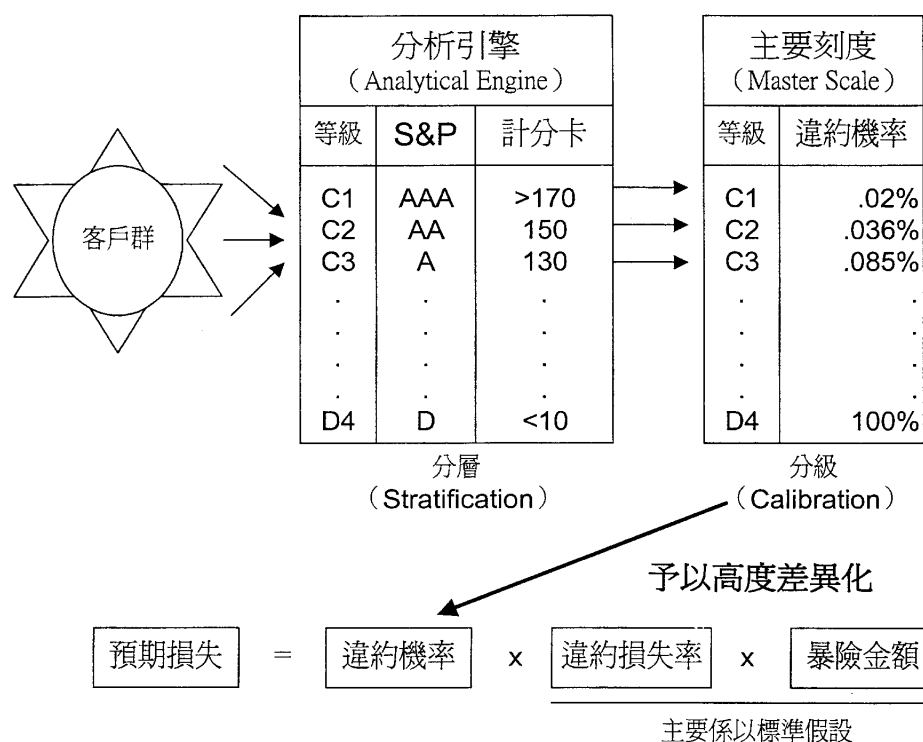 分析引擎
（Analytical Engine）
等級 S&P 計分卡
C1 AAA >170
C2 AA 150
C3 A 130
. . .
. . .
. . .
. . .
D4 D <10
分層
（Stratification）
主要刻度
（Master Scale）
等級 違約機率
C1 .02%
C2 .036%
C3 .085%
. .
. .
. .
. .
D4 100%
分級
（Calibration）
客戶群
予以高度差異化
預期損失 = 違約機率 x 違約損失率 x 暴險金額
主要係以標準假設